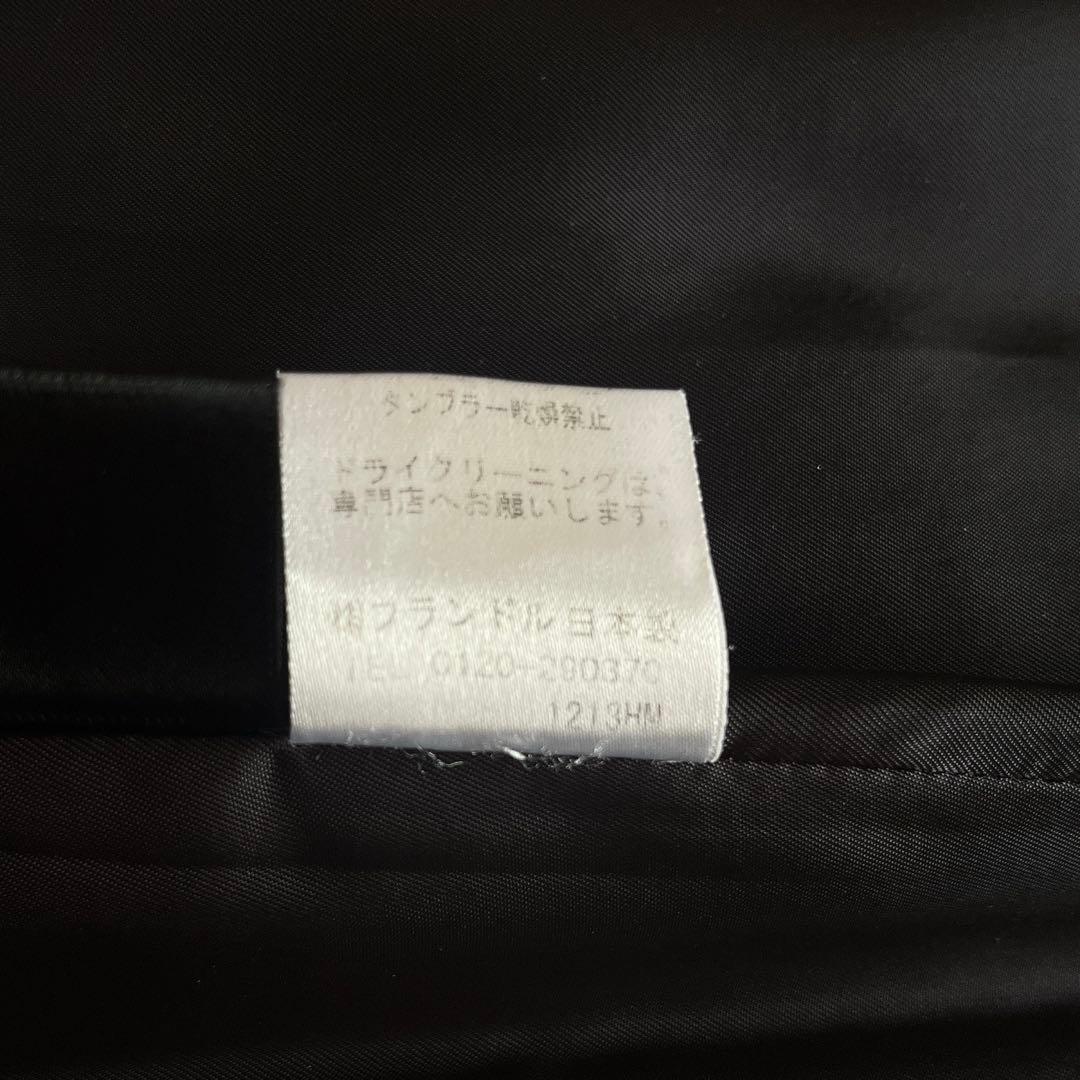 タンブラー乾燥禁止
ドライクリーニングは、
専門店へお願いします。
㈱フランドル 日本製
TEL 0120-290370
1213HM